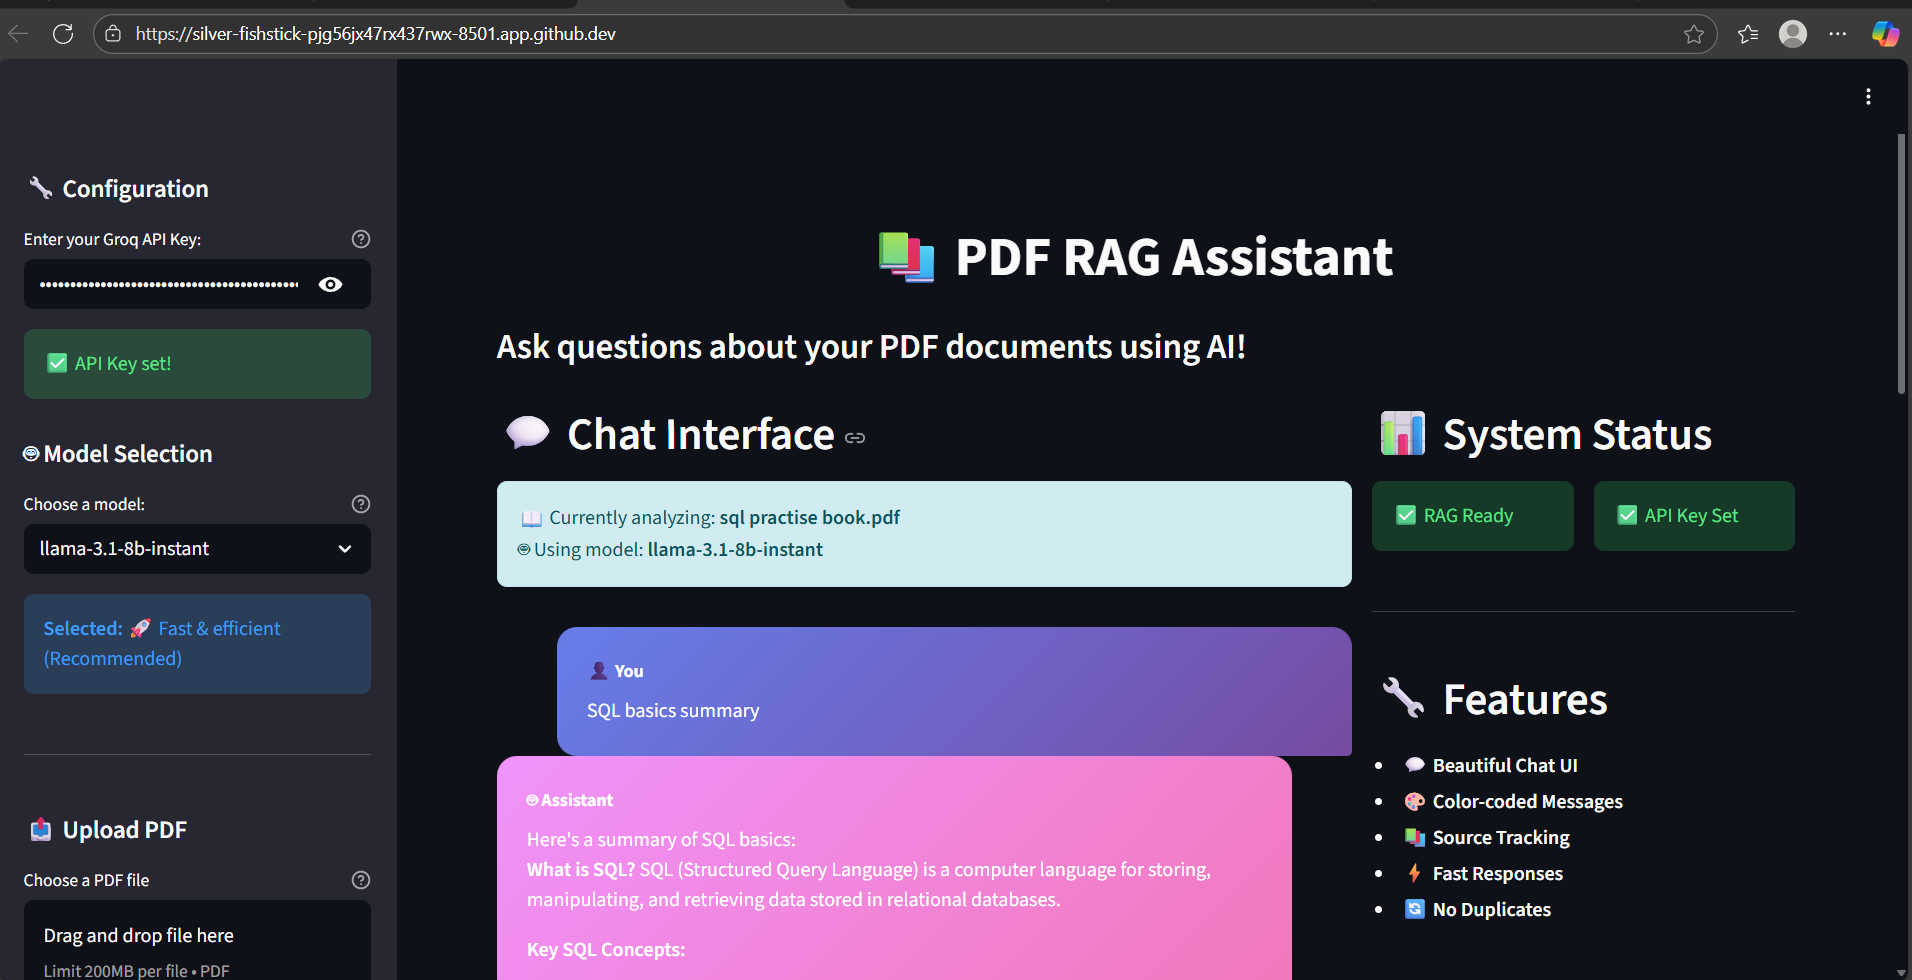 https://silver-fishstick-pjg56jx47rx437rwx-8501.app.github.dev
Configuration
Enter your Groq API Key:
API Key set!
Model Selection
Choose a model:
llama-3.1-8b-instant
Selected: 🚀 Fast & efficient
(Recommended)
Upload PDF
Choose a PDF file
Drag and drop file here
Limit 200MB per file • PDF
PDF RAG Assistant
Ask questions about your PDF documents using AI!
Chat Interface
Currently analyzing: sql practise book.pdf
Using model: llama-3.1-8b-instant
You
SQL basics summary
Assistant
Here's a summary of SQL basics:
What is SQL? SQL (Structured Query Language) is a computer language for storing,
manipulating, and retrieving data stored in relational databases.
Key SQL Concepts:
System Status
RAG Ready
API Key Set
Features
Beautiful Chat UI
Color-coded Messages
Source Tracking
Fast Responses
No Duplicates